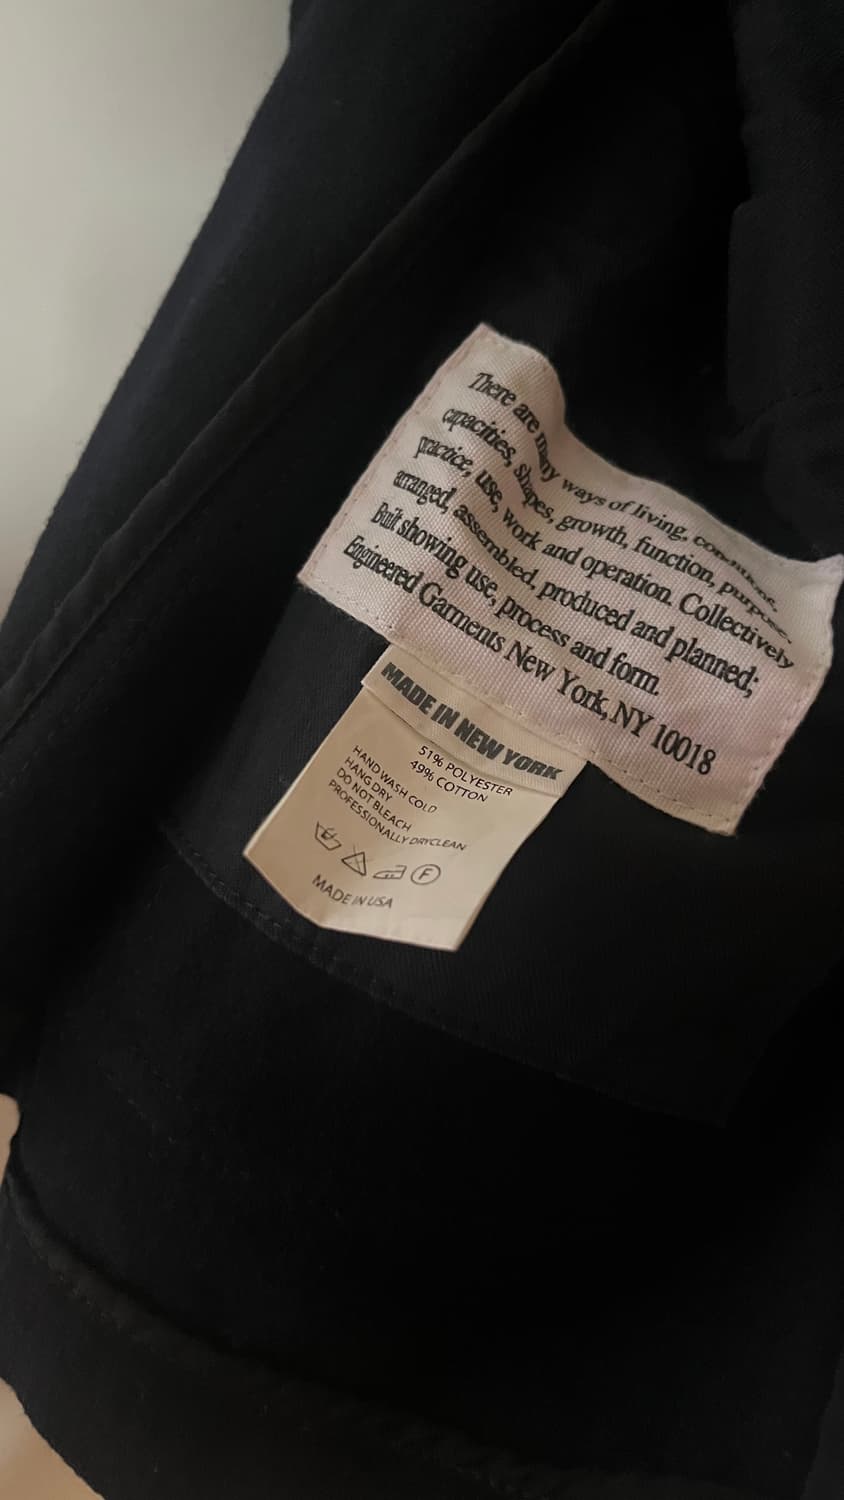 There are many ways of living, conditions,
capacities, shapes, growth, function, purpose.
practice, use, work and operation. Collectively
arranged, assembled, produced and planned;
Built showing use, process and form.
Engineered Garments New York, NY 10018
MADE IN NEW YORK
51% POLYESTER
49% COTTON
HAND WASH COLD
HANG DRY
DO NOT BLEACH
PROFESSIONALLY DRYCLEAN
F
MADE IN USA